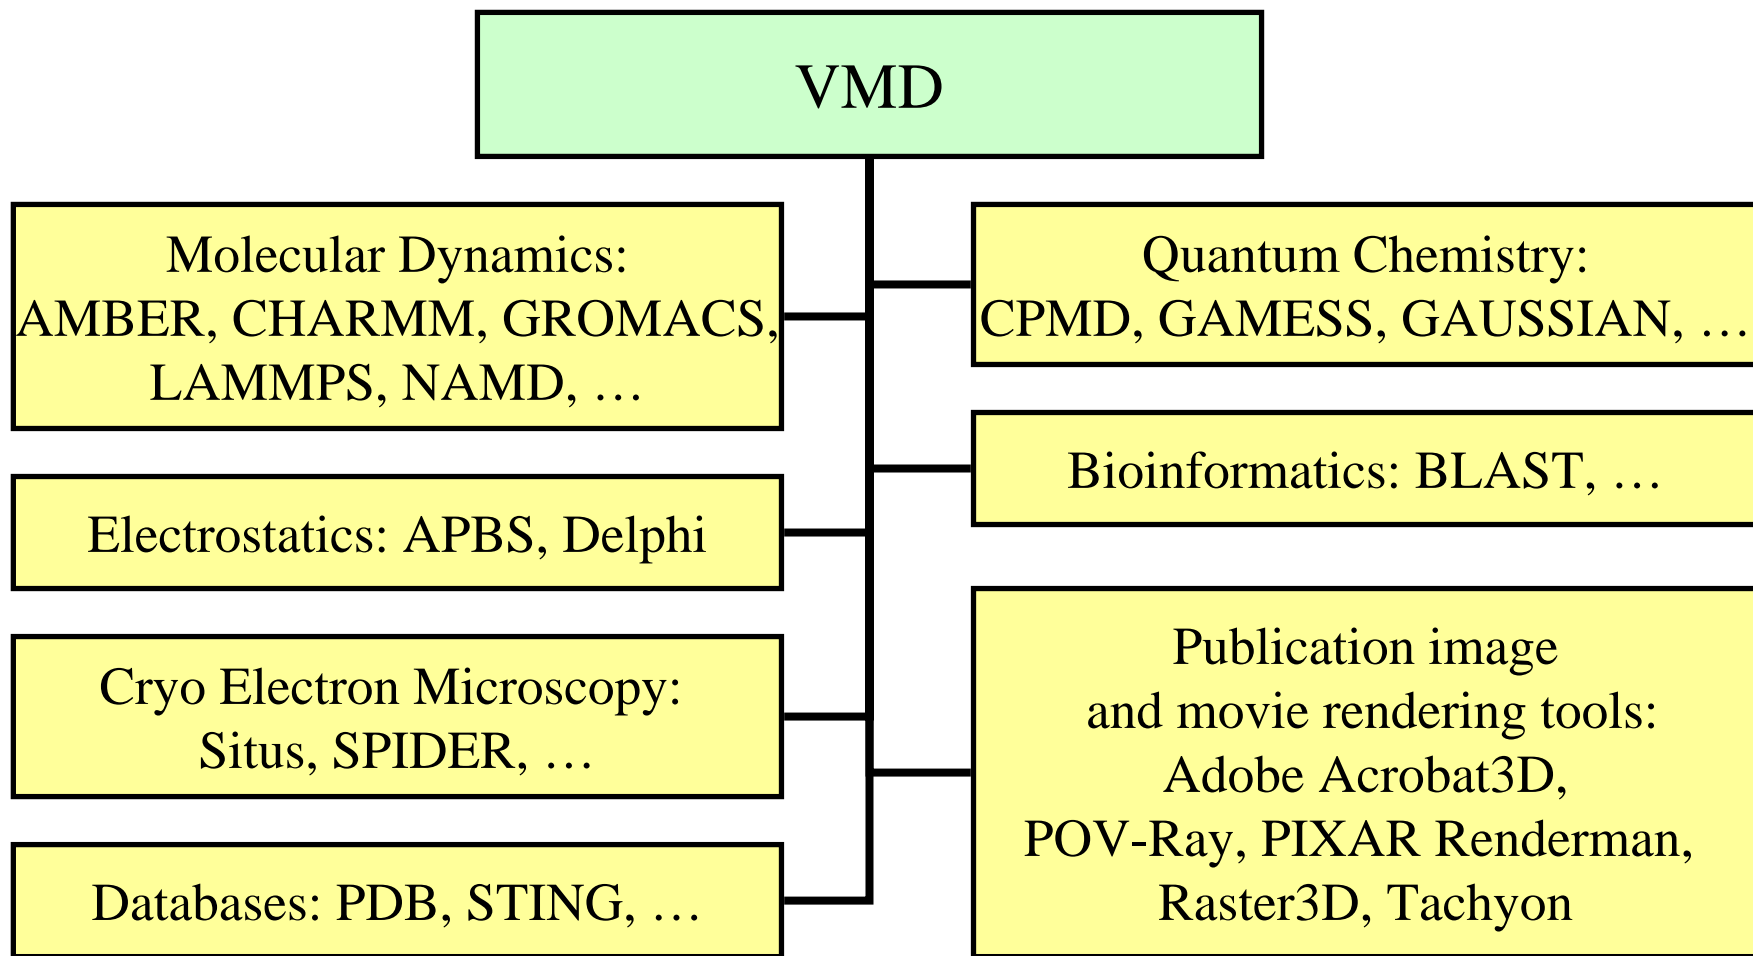 VMD
Molecular Dynamics:
AMBER, CHARMM, GROMACS,
LAMMPS, NAMD, …
Electrostatics: APBS, Delphi
Cryo Electron Microscopy:
Situs, SPIDER, …
Databases: PDB, STING, …
Quantum Chemistry:
CPMD, GAMESS, GAUSSIAN, …
Bioinformatics: BLAST, …
Publication image
and movie rendering tools:
Adobe Acrobat3D,
POV-Ray, PIXAR Renderman,
Raster3D, Tachyon